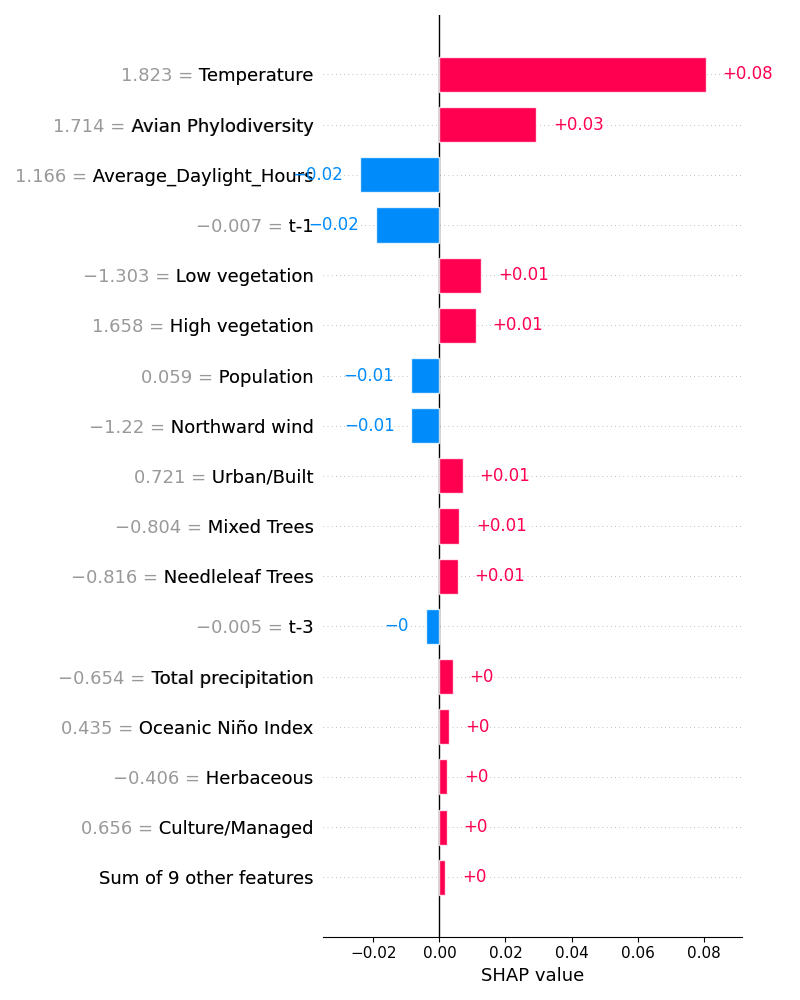 1.823 = Temperature +0.08
1.714 = Avian Phylodiversity +0.03
1.166 = Average_Daylight_Hours −0.02
−0.007 = t-1 −0.02
−1.303 = Low vegetation +0.01
1.658 = High vegetation +0.01
0.059 = Population −0.01
−1.22 = Northward wind −0.01
0.721 = Urban/Built +0.01
−0.804 = Mixed Trees +0.01
−0.816 = Needleleaf Trees +0.01
−0.005 = t-3 −0
−0.654 = Total precipitation +0
0.435 = Oceanic Niño Index +0
−0.406 = Herbaceous +0
0.656 = Culture/Managed +0
Sum of 9 other features +0
−0.02 0.00 0.02 0.04 0.06 0.08
SHAP value